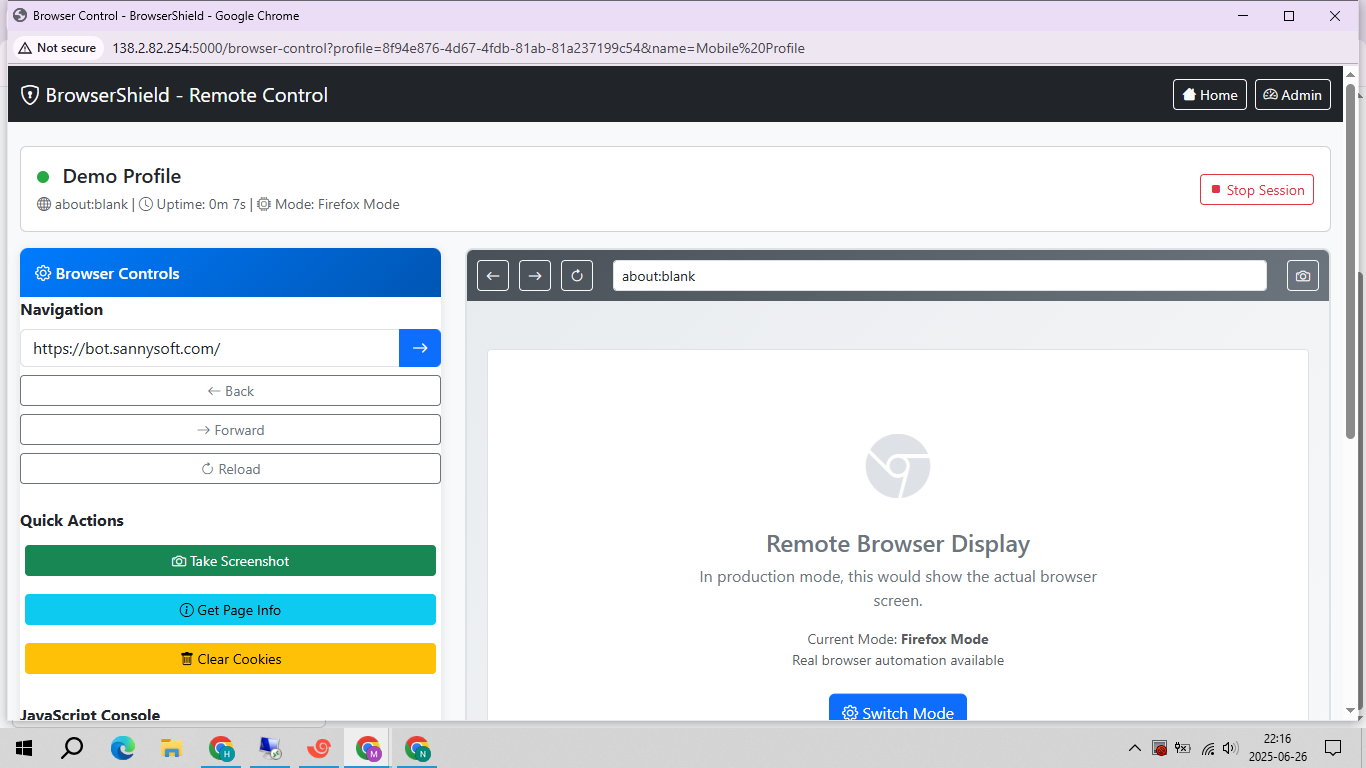 Browser Control - BrowserShield - Google Chrome
Not secure 138.2.82.254:5000/browser-control?profile=8f94e876-4d67-4fdb-81ab-81a237199c54&name=Mobile%20Profile
BrowserShield - Remote Control
Home
Admin
Demo Profile
about:blank | Uptime: 0m 7s | Mode: Firefox Mode
Stop Session
Browser Controls
Navigation
https://bot.sannysoft.com/
Back
Forward
Reload
Quick Actions
Take Screenshot
Get Page Info
Clear Cookies
JavaScript Console
about:blank
Remote Browser Display
In production mode, this would show the actual browser
screen.
Current Mode: Firefox Mode
Real browser automation available
Switch Mode
H
M
N
22:16
2025-06-26